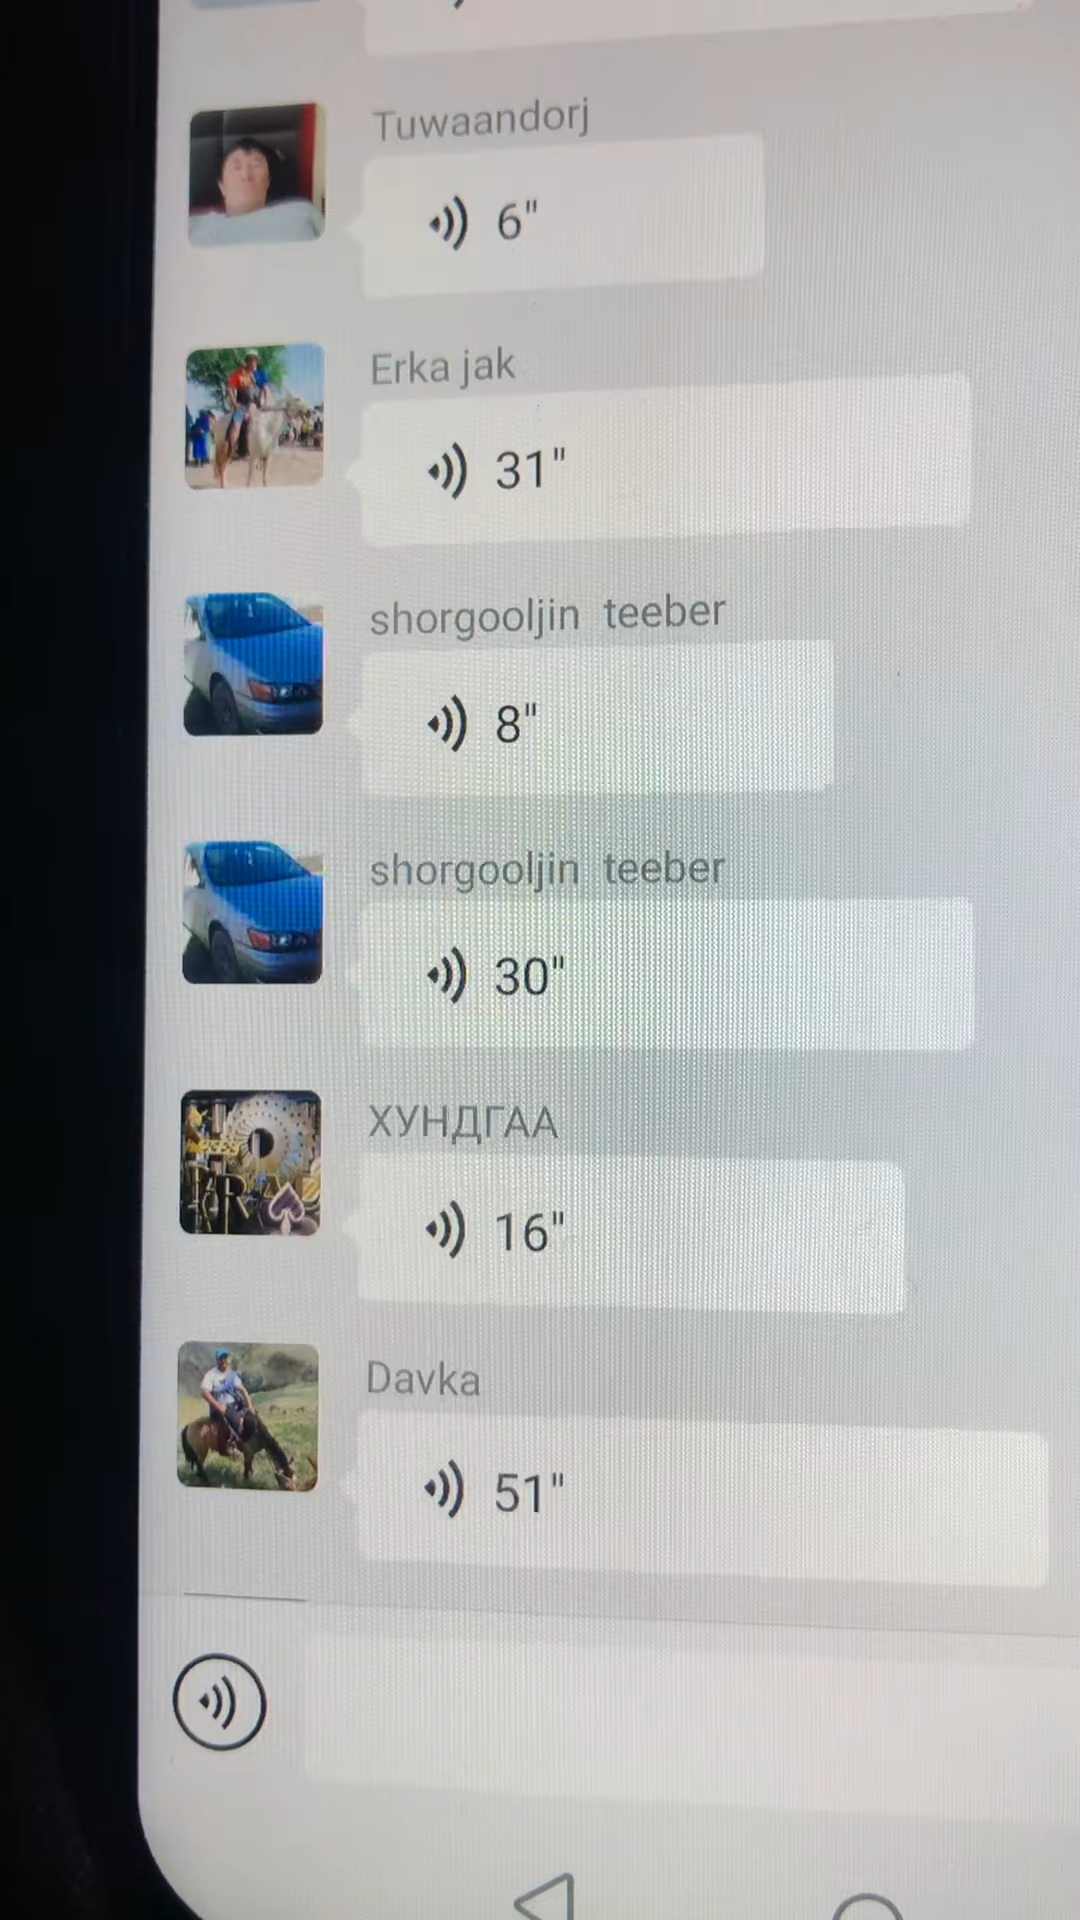 Tuwaandorj
6"
Erka jak
31"
shorgooljin teeber
8"
shorgooljin teeber
30"
ХУНДГАА
16"
Davka
51"